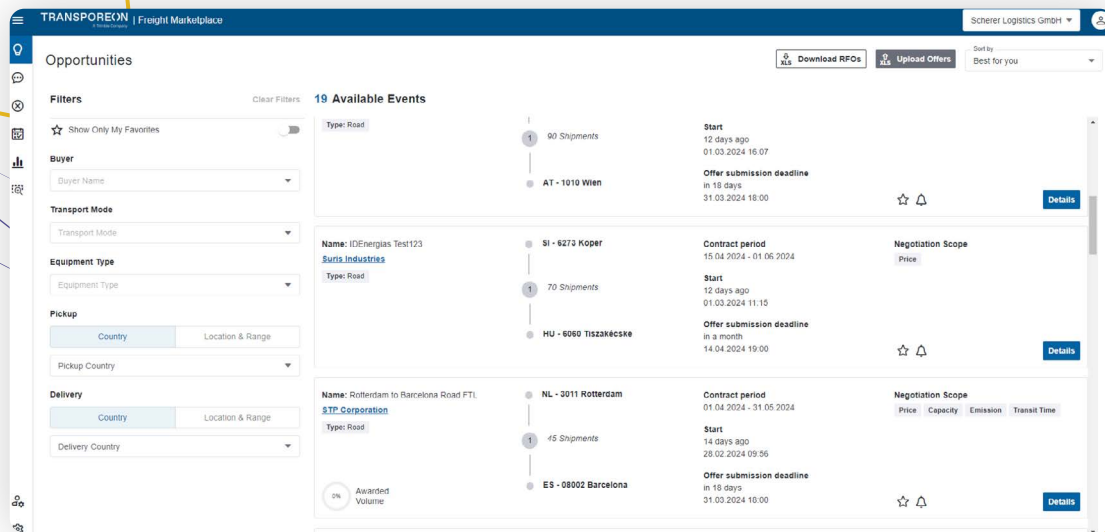 TRANSPOREON | Freight Marketplace
A Trimble Company
Scherer Logistics GmbH
Opportunities
XLS Download RFOs
XLS Upload Offers
Sort by
Best for you
Filters
Clear Filters
19 Available Events
Show Only My Favorites
Buyer
Buyer Name
Transport Mode
Transport Mode
Equipment Type
Equipment Type
Pickup
Country
Location & Range
Pickup Country
Delivery
Country
Location & Range
Delivery Country
Type: Road
1
90 Shipments
AT - 1010 Wien
Start
12 days ago
01.03.2024 16:07
Offer submission deadline
in 18 days
31.03.2024 18:00
Details
Name: IDEnergias Test123
Suris Industries
Type: Road
SI - 6273 Koper
1
70 Shipments
HU - 6060 Tiszakécske
Contract period
15.04.2024 - 01.06.2024
Start
12 days ago
01.03.2024 11:15
Offer submission deadline
in a month
14.04.2024 19:00
Negotiation Scope
Price
Details
Name: Rotterdam to Barcelona Road FTL
STP Corporation
Type: Road
0%
Awarded
Volume
NL - 3011 Rotterdam
1
45 Shipments
ES - 08002 Barcelona
Contract period
01.04.2024 - 31.05.2024
Start
14 days ago
28.02.2024 09:56
Offer submission deadline
in 18 days
31.03.2024 18:00
Negotiation Scope
Price Capacity Emission Transit Time
Details